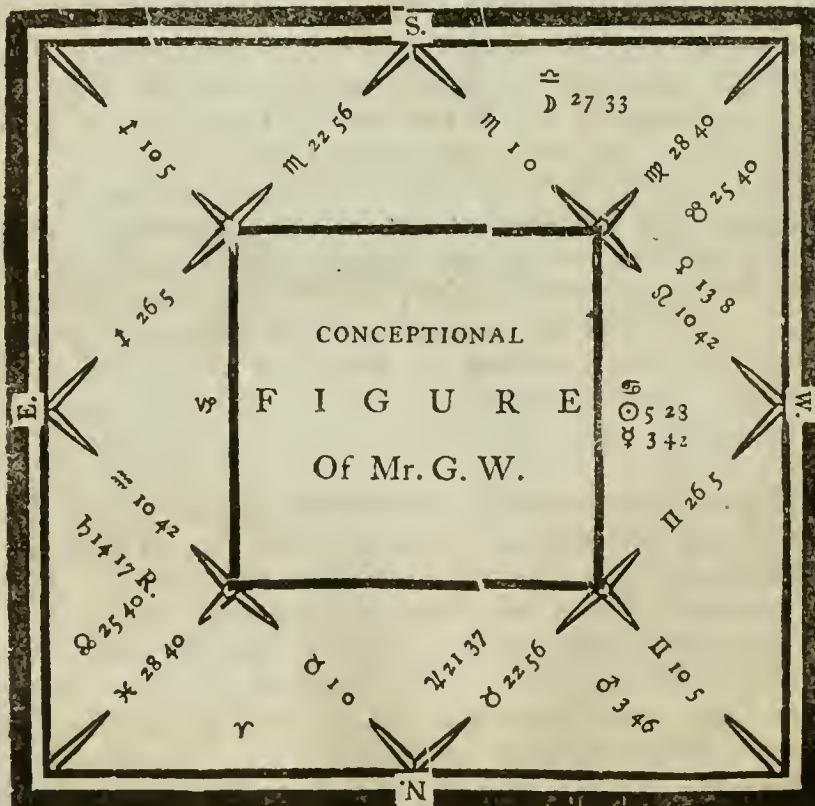 S.
♎
☽ 27 33
♐ 10 5
♏ 22 56
♏ 1 0
♍ 28 40
☋ 25 40
♀ 13 8
♌ 10 42
♐ 26 5
CONCEPTIONAL
♑ FIGURE
Of Mr. G. W.
E.
W.
♋
☉ 5 28
☿ 3 42
♊ 26 5
♒ 10 42
♄ 14 17 R.
☊ 25 40.
♓ 28 40
♈
♉ 1 0
♃ 21 37
♉ 22 56
♂ 3 46
♊ 10 5
N.